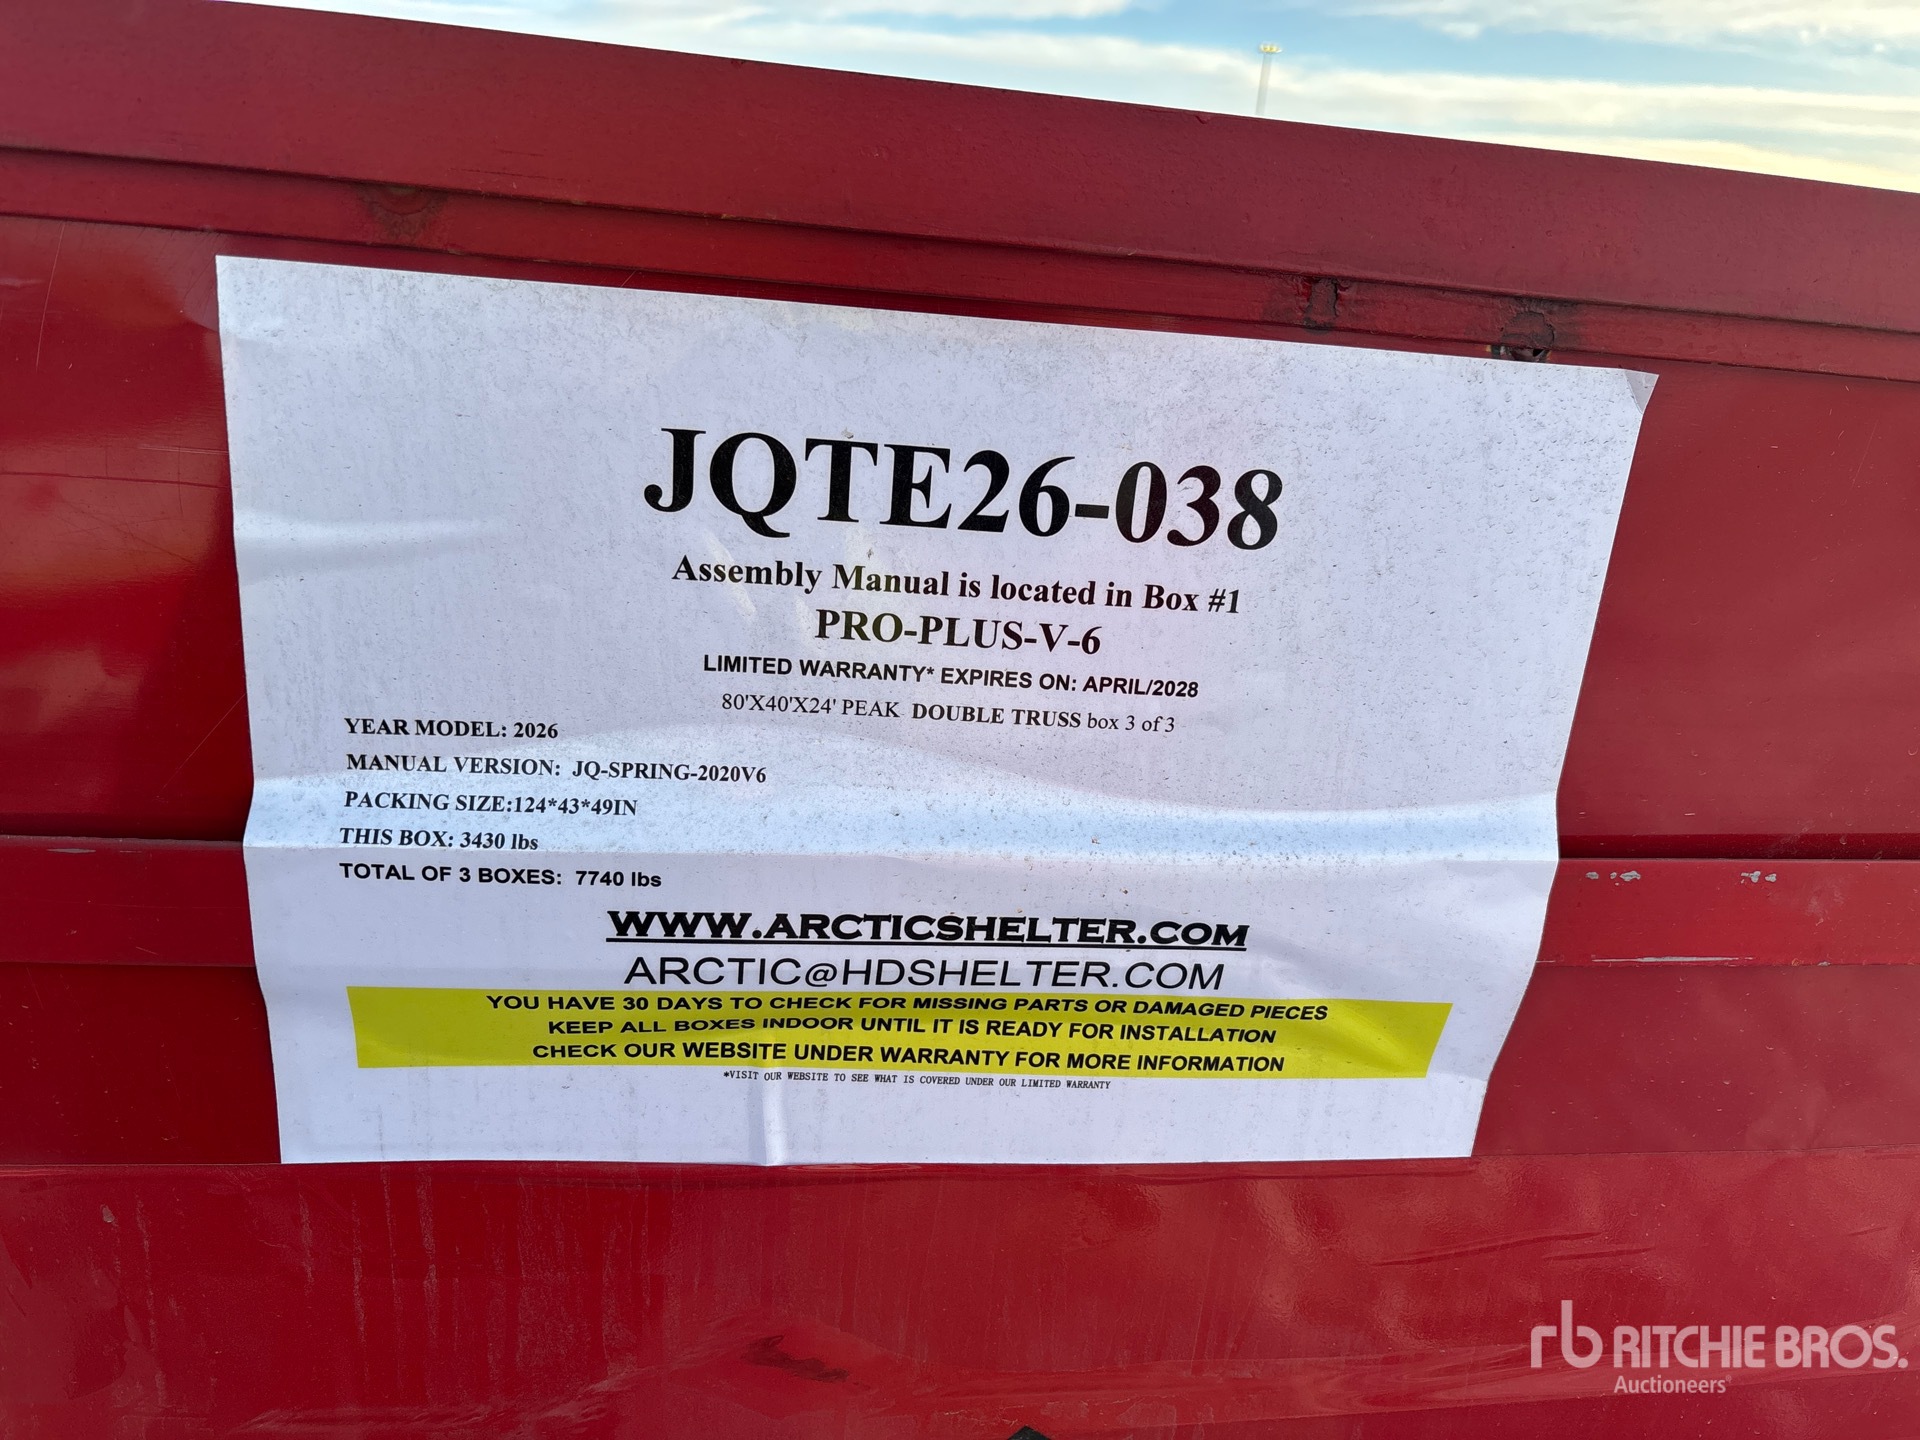 JQTE26-038
Assembly Manual is located in Box #1
PRO-PLUS-V-6
LIMITED WARRANTY* EXPIRES ON: APRIL/2028
80'X40'X24' PEAK DOUBLE TRUSS box 3 of 3
YEAR MODEL: 2026
MANUAL VERSION: JQ-SPRING-2020V6
PACKING SIZE:124*43*49IN
THIS BOX: 3430 lbs
TOTAL OF 3 BOXES: 7740 lbs
WWW.ARCTICSHELTER.COM
ARCTIC@HDSHELTER.COM
YOU HAVE 30 DAYS TO CHECK FOR MISSING PARTS OR DAMAGED PIECES
KEEP ALL BOXES INDOOR UNTIL IT IS READY FOR INSTALLATION
CHECK OUR WEBSITE UNDER WARRANTY FOR MORE INFORMATION
*VISIT OUR WEBSITE TO SEE WHAT IS COVERED UNDER OUR LIMITED WARRANTY
rb RITCHIE BROS.
Auctioneers